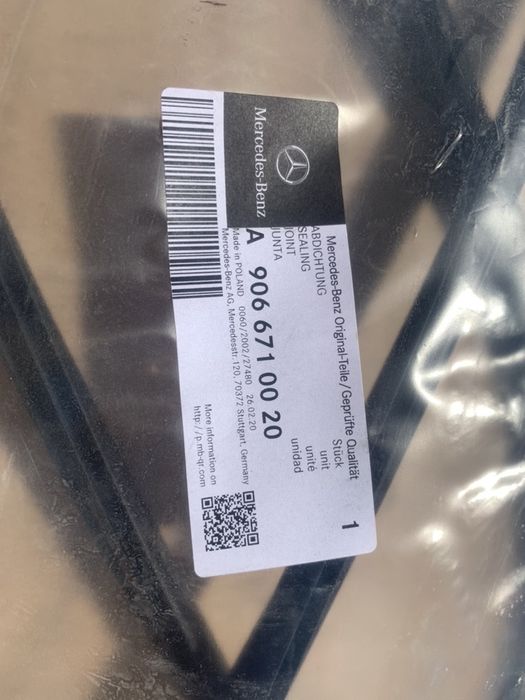 Mercedes-Benz
Mercedes-Benz Original-Teile/Geprüfte Qualität
ABDICHTUNG
SEALING
JOINT
JUNTA
Stück
unit
unité
unidad
1
A 906 671 00 20
Made in POLAND 0060/2002/27480 26.02.20
Mercedes-Benz AG, Mercedesstr.120, 70372 Stuttgart, Germany
More information on
http://p.mb-qr.com